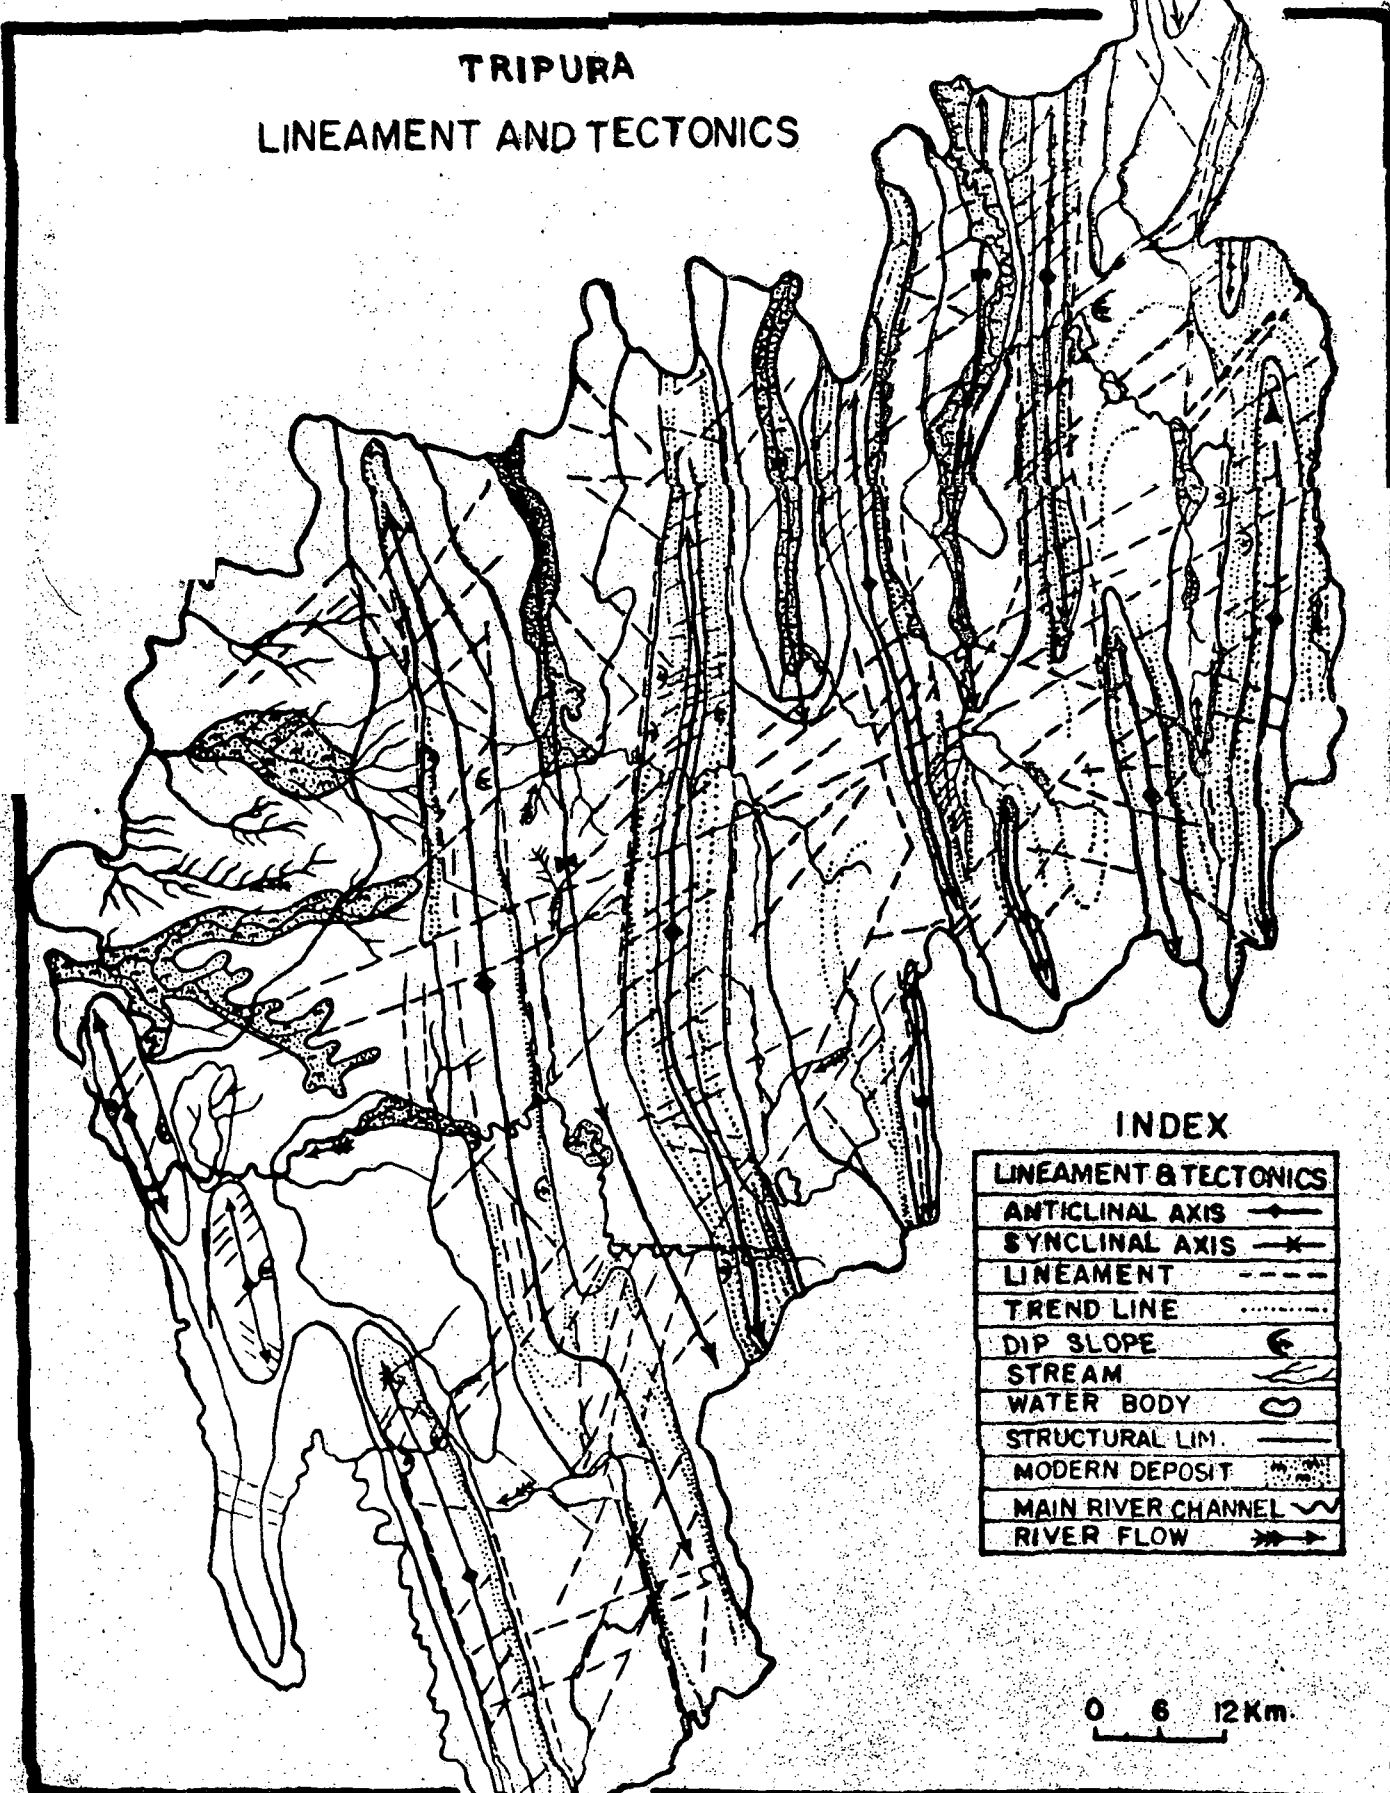 TRIPURA
LINEAMENT AND TECTONICS
INDEX
LINEAMENT & TECTONICS
ANTICLINAL AXIS
SYNCLINAL AXIS
LINEAMENT
TREND LINE
DIP SLOPE
STREAM
WATER BODY
STRUCTURAL LIM.
MODERN DEPOSIT
MAIN RIVER CHANNEL
RIVER FLOW
0 6 12Km.